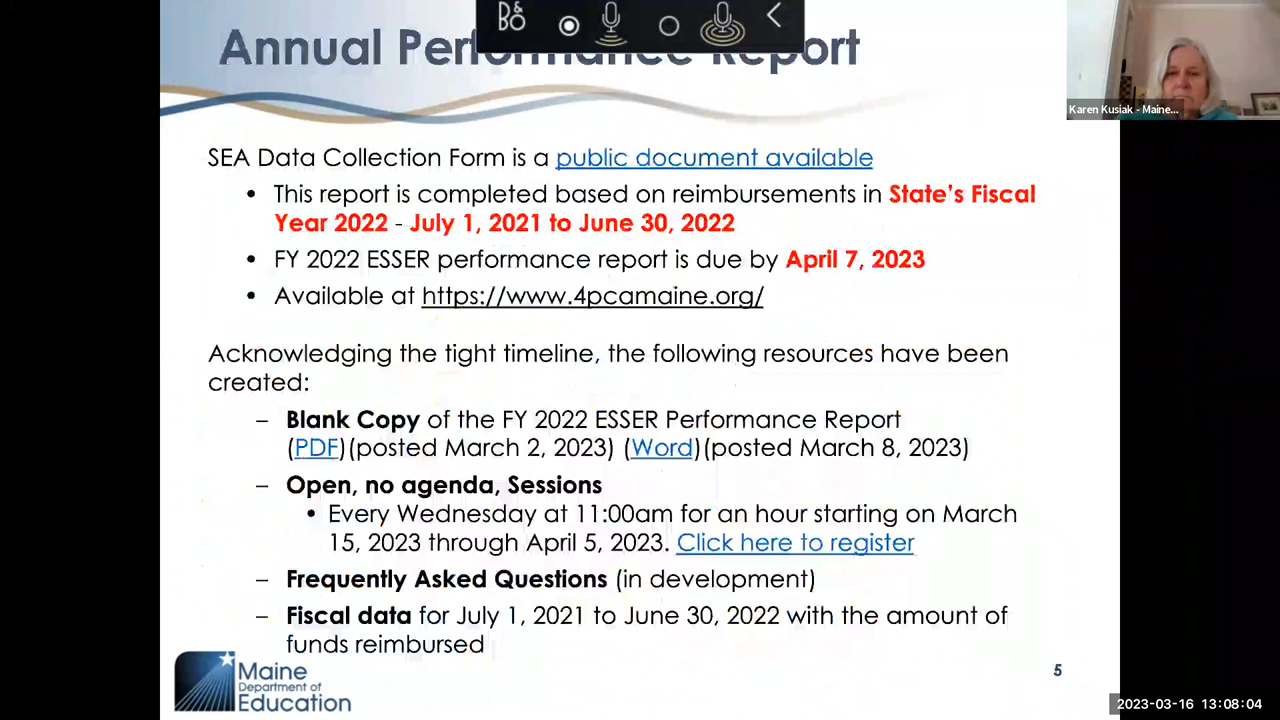 Annual Performance Report
Karen Kusiak - Maine...
SEA Data Collection Form is a public document available
• This report is completed based on reimbursements in State's Fiscal
Year 2022 - July 1, 2021 to June 30, 2022
• FY 2022 ESSER performance report is due by April 7, 2023
• Available at https://www.4pcamaine.org/
Acknowledging the tight timeline, the following resources have been
created:
– Blank Copy of the FY 2022 ESSER Performance Report
(PDF)(posted March 2, 2023) (Word)(posted March 8, 2023)
– Open, no agenda, Sessions
• Every Wednesday at 11:00am for an hour starting on March
15, 2023 through April 5, 2023. Click here to register
– Frequently Asked Questions (in development)
– Fiscal data for July 1, 2021 to June 30, 2022 with the amount of
funds reimbursed
Maine
Department of
Education
5
2023-03-16 13:08:04